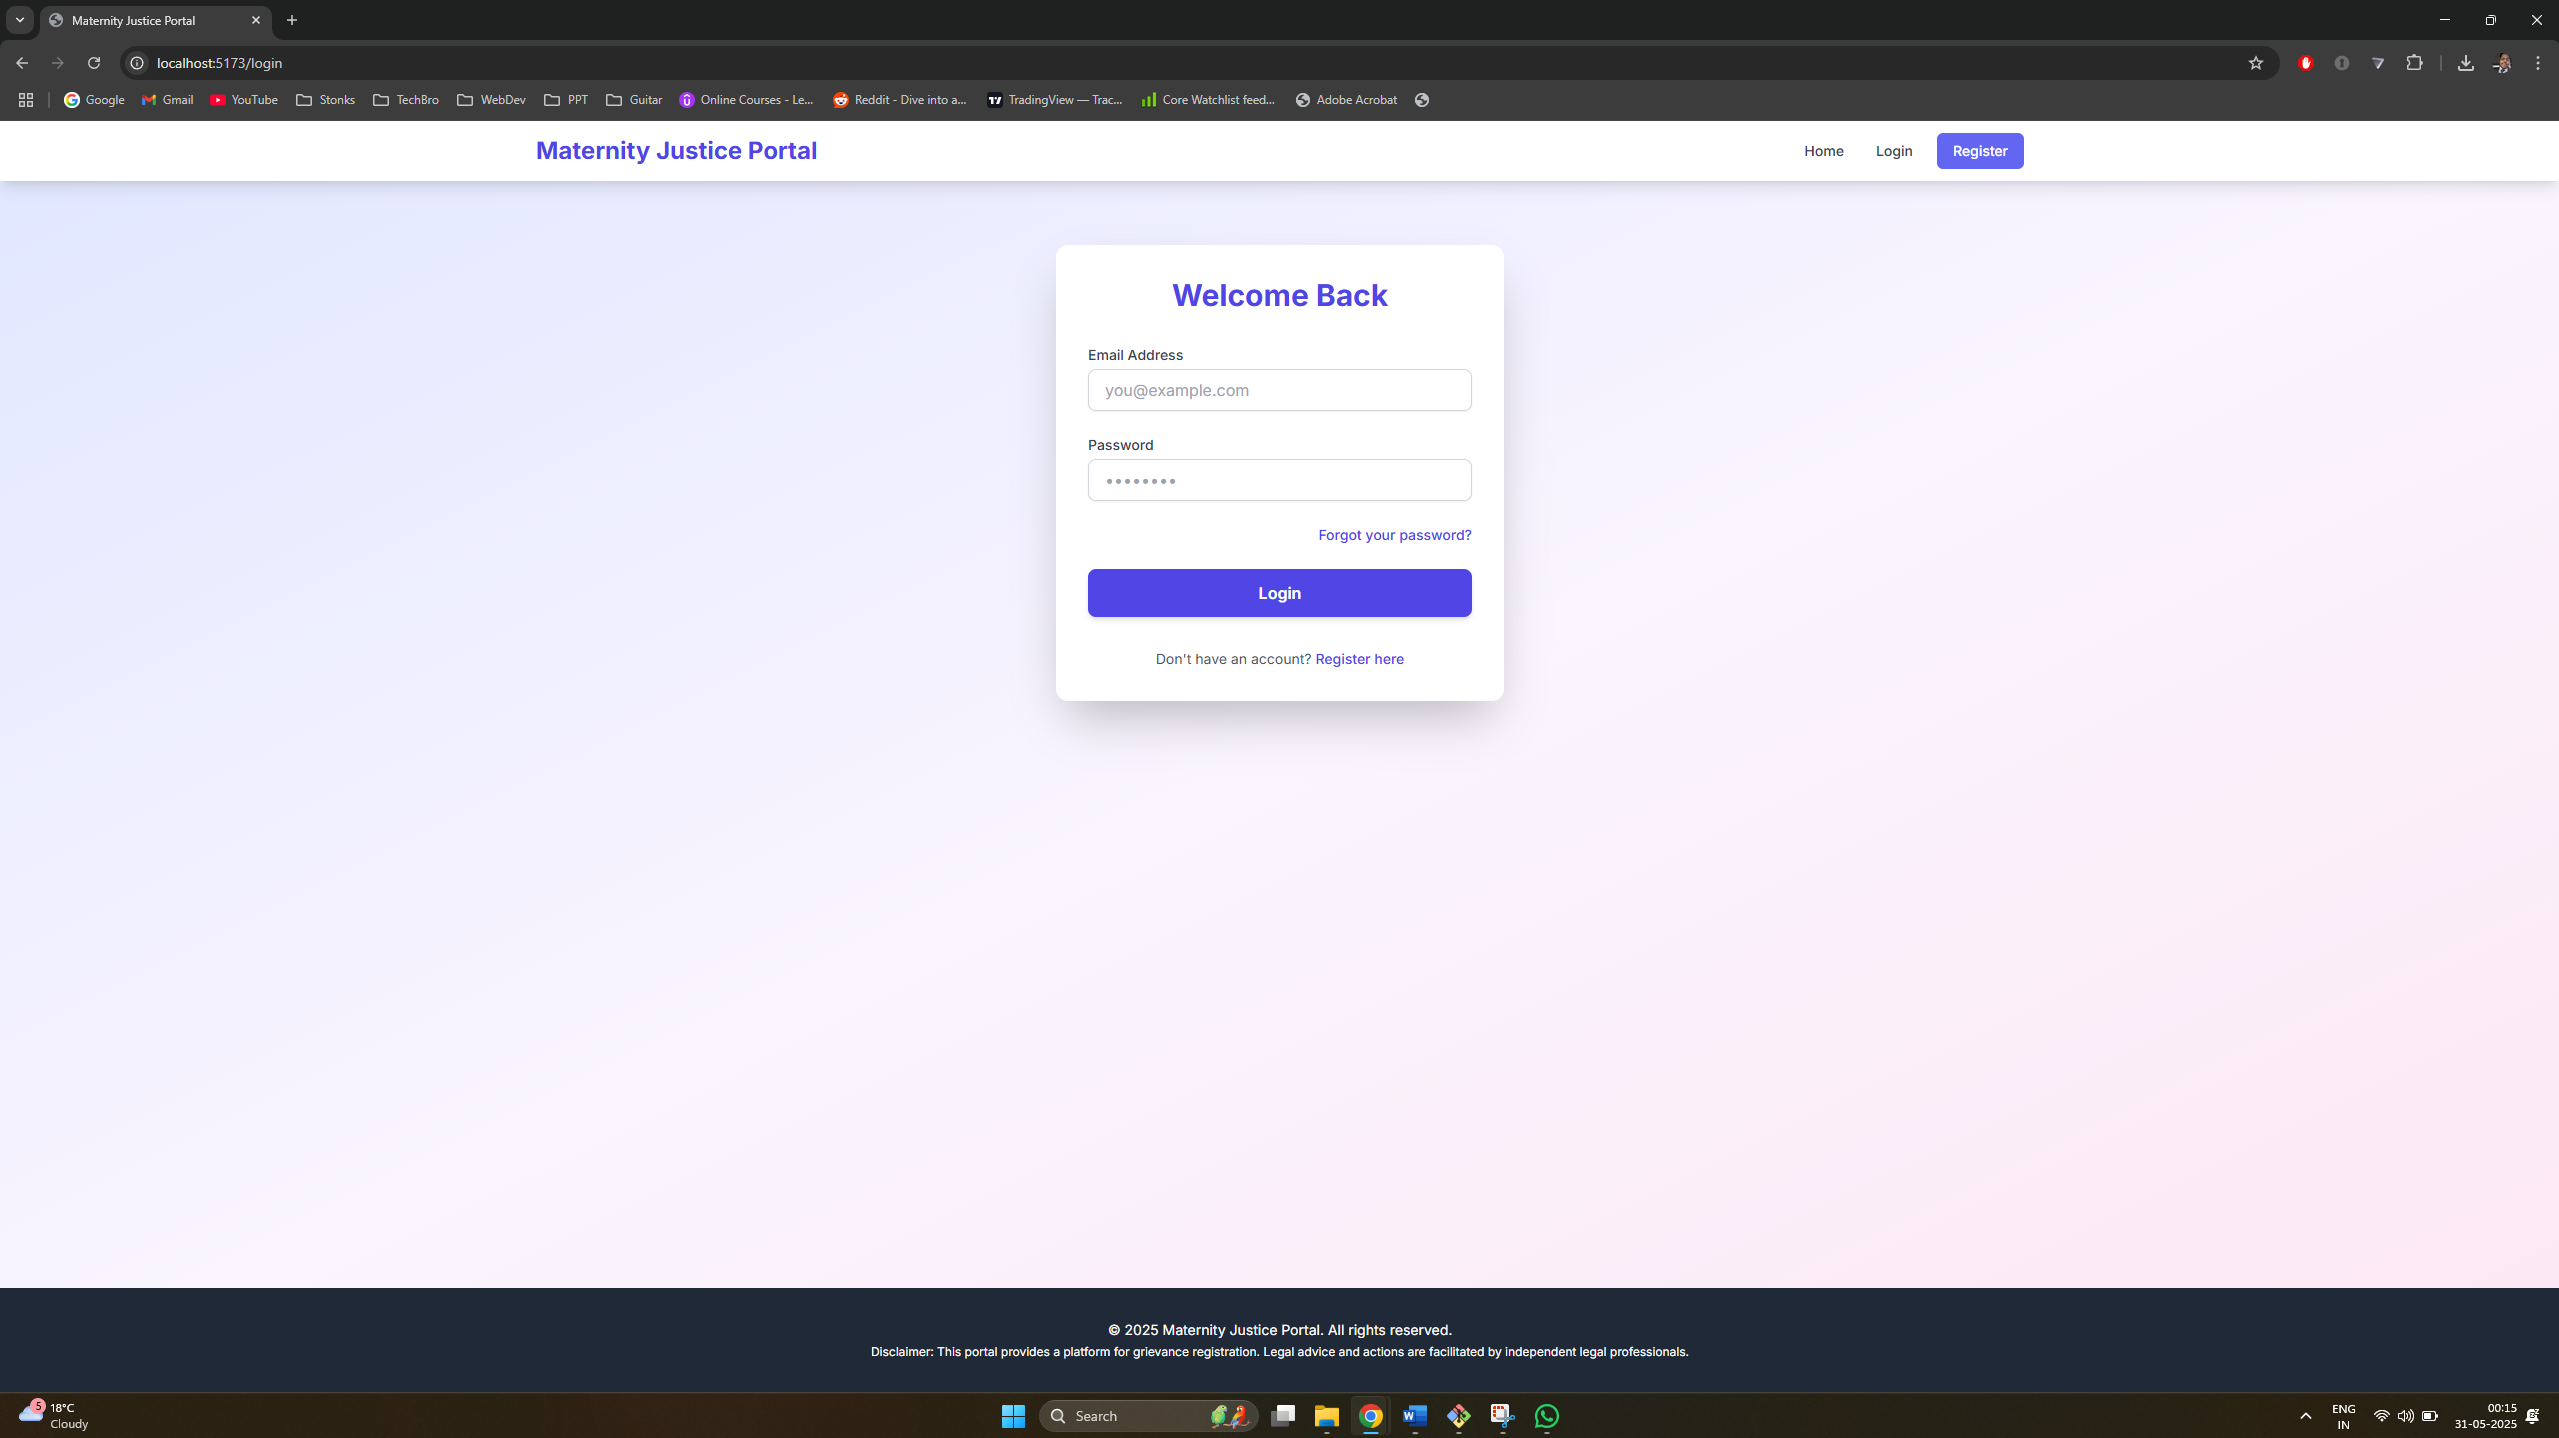 Maternity Justice Portal
localhost:5173/login
Google Gmail YouTube Stonks TechBro WebDev PPT Guitar Online Courses - Le... Reddit - Dive into a... TradingView — Trac... Core Watchlist feed... Adobe Acrobat
Maternity Justice Portal
Home Login Register
Welcome Back
Email Address
you@example.com
Password
Forgot your password?
Login
Don't have an account? Register here
© 2025 Maternity Justice Portal. All rights reserved.
Disclaimer: This portal provides a platform for grievance registration. Legal advice and actions are facilitated by independent legal professionals.
5
18°C
Cloudy
Search
ENG
IN
00:15
31-05-2025